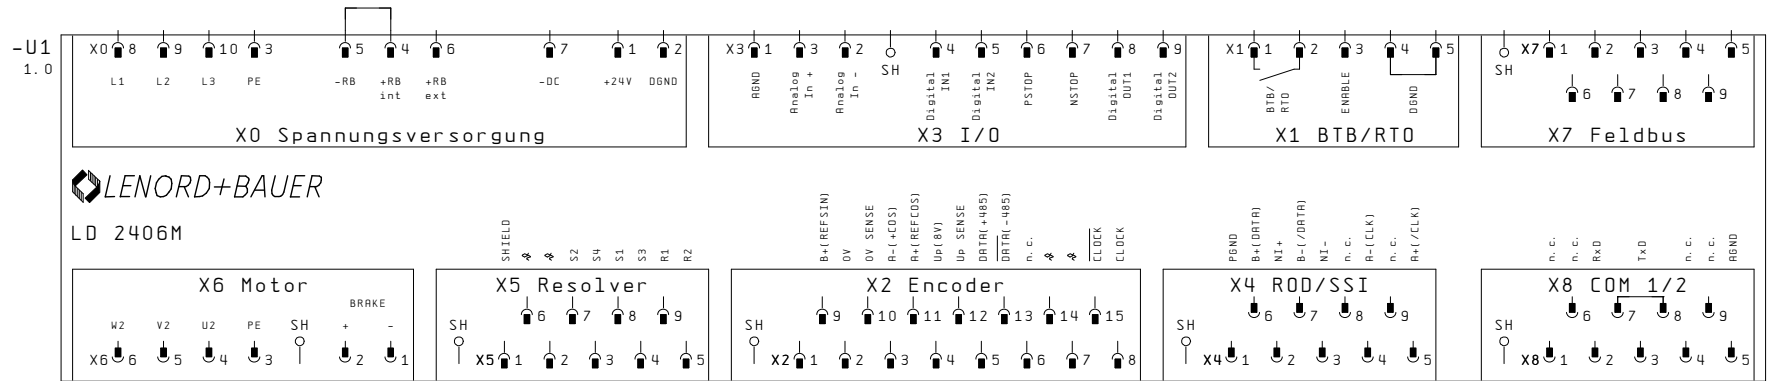 -U1
1.0
X0 8 9 10 3 5 4 6 7 1 2
L1 L2 L3 PE -RB +RB int +RB ext -DC +24V DGND
X0 Spannungsversorgung
X3 1 3 2 SH 4 5 6 7 8 9
AGND Analog In + Analog In - Digital IN1 Digital IN2 PSTOP NSTOP Digital OUT1 Digital OUT2
X3 I/O
X1 1 2 3 4 5
BTB/ RTO ENABLE DGND
X1 BTB/RTO
SH X7 1 2 3 4 5
6 7 8 9
X7 Feldbus
LENORD+BAUER
LD 2406M
X6 Motor
BRAKE
W2 V2 U2 PE SH + -
X6 6 5 4 3 2 1
SHIELD S2 S4 S1 S3 R1 R2
X5 Resolver
6 7 8 9
SH X5 1 2 3 4 5
B+(REFSIN) 0V 0V SENSE A-(+COS) A+(REFCOS) Up(8V) Up SENSE DATA(+485) DATA(-485) n.c. CLOCK CLOCK
X2 Encoder
9 10 11 12 13 14 15
SH X2 1 2 3 4 5 6 7 8
PGND B+(DATA) NI+ B-(/DATA) NI- n.c. A-(CLK) n.c. A+(/CLK)
X4 ROD/SSI
6 7 8 9
SH X4 1 2 3 4 5
n.c. n.c. RxD TxD n.c. n.c. AGND
X8 COM 1/2
6 7 8 9
SH X8 1 2 3 4 5